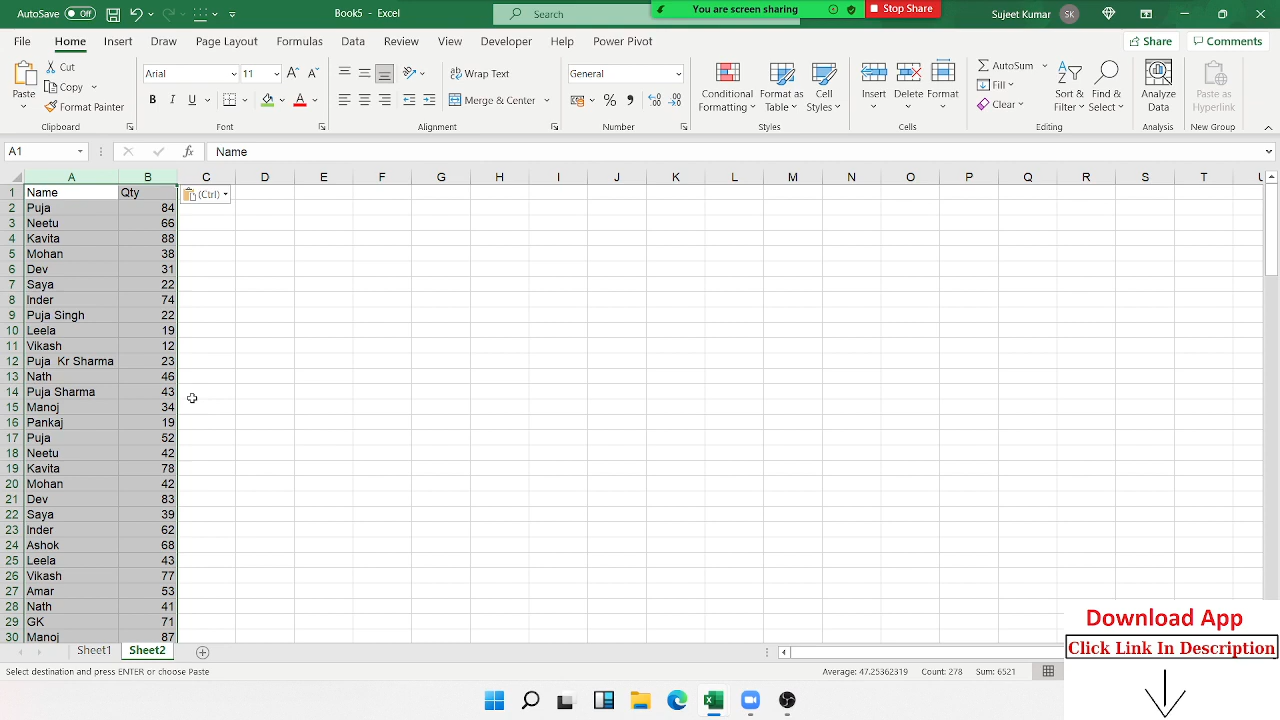 AutoSave Off Book5 - Excel Search You are screen sharing Stop Share Sujeet Kumar SK
File Home Insert Draw Page Layout Formulas Data Review View Developer Help Power Pivot Share Comments
Paste Cut Copy Format Painter Clipboard
Arial 11 B I U A Font
Wrap Text Merge & Center Alignment
General % Number
Conditional Formatting Format as Table Cell Styles Styles
Insert Delete Format Cells
AutoSum Fill Clear Sort & Filter Find & Select Editing
Analyze Data Analysis
Paste as Hyperlink New Group
A1 fx Name
A B C D E F G H I J K L M N O P Q R S T U
1 Name Qty (Ctrl)
2 Puja 84
3 Neetu 66
4 Kavita 88
5 Mohan 38
6 Dev 31
7 Saya 22
8 Inder 74
9 Puja Singh 22
10 Leela 19
11 Vikash 12
12 Puja  Kr Sharma 23
13 Nath 46
14 Puja Sharma 43
15 Manoj 34
16 Pankaj 19
17 Puja 52
18 Neetu 42
19 Kavita 78
20 Mohan 42
21 Dev 83
22 Saya 39
23 Inder 62
24 Ashok 68
25 Leela 43
26 Vikash 77
27 Amar 53
28 Nath 41
29 GK 71
30 Manoj 87
Sheet1 Sheet2
Select destination and press ENTER or choose Paste Average: 47.25362319 Count: 278 Sum: 6521
Download App
Click Link In Description